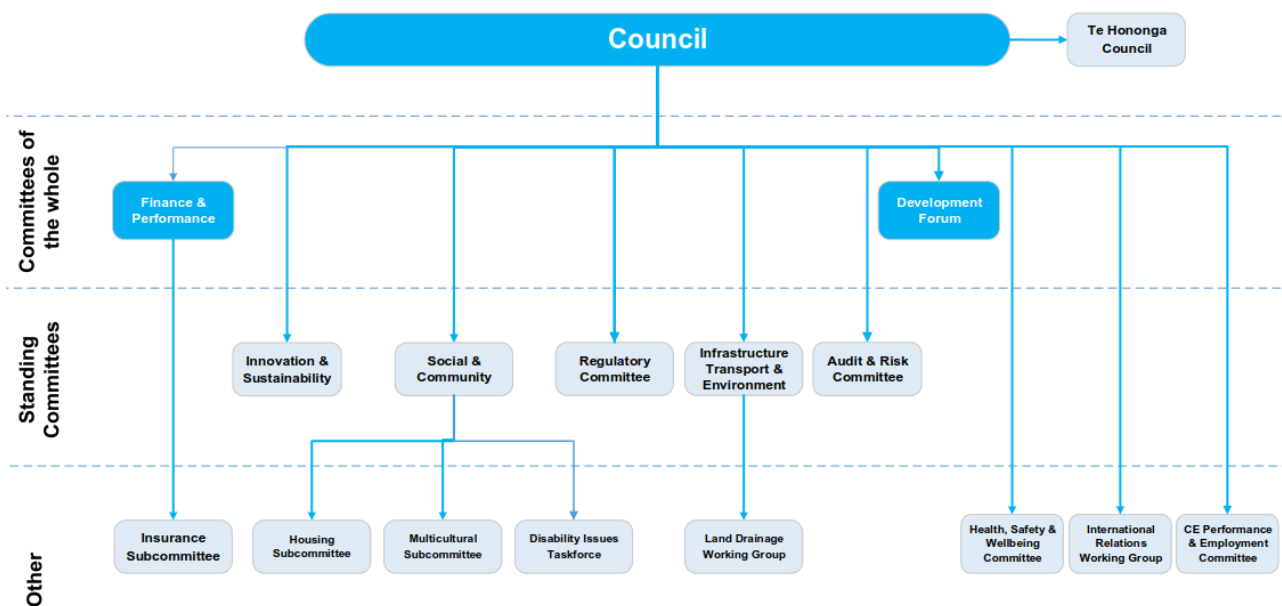 Council
Te Hononga
Council
Committees of
the whole
Finance &
Performance
Development
Forum
Standing
Committees
Innovation &
Sustainability
Social &
Community
Regulatory
Committee
Infrastructure
Transport &
Environment
Audit & Risk
Committee
Other
Insurance
Subcommittee
Housing
Subcommittee
Multicultural
Subcommittee
Disability Issues
Taskforce
Land Drainage
Working Group
Health, Safety &
Wellbeing
Committee
International
Relations
Working Group
CE Performance
& Employment
Committee